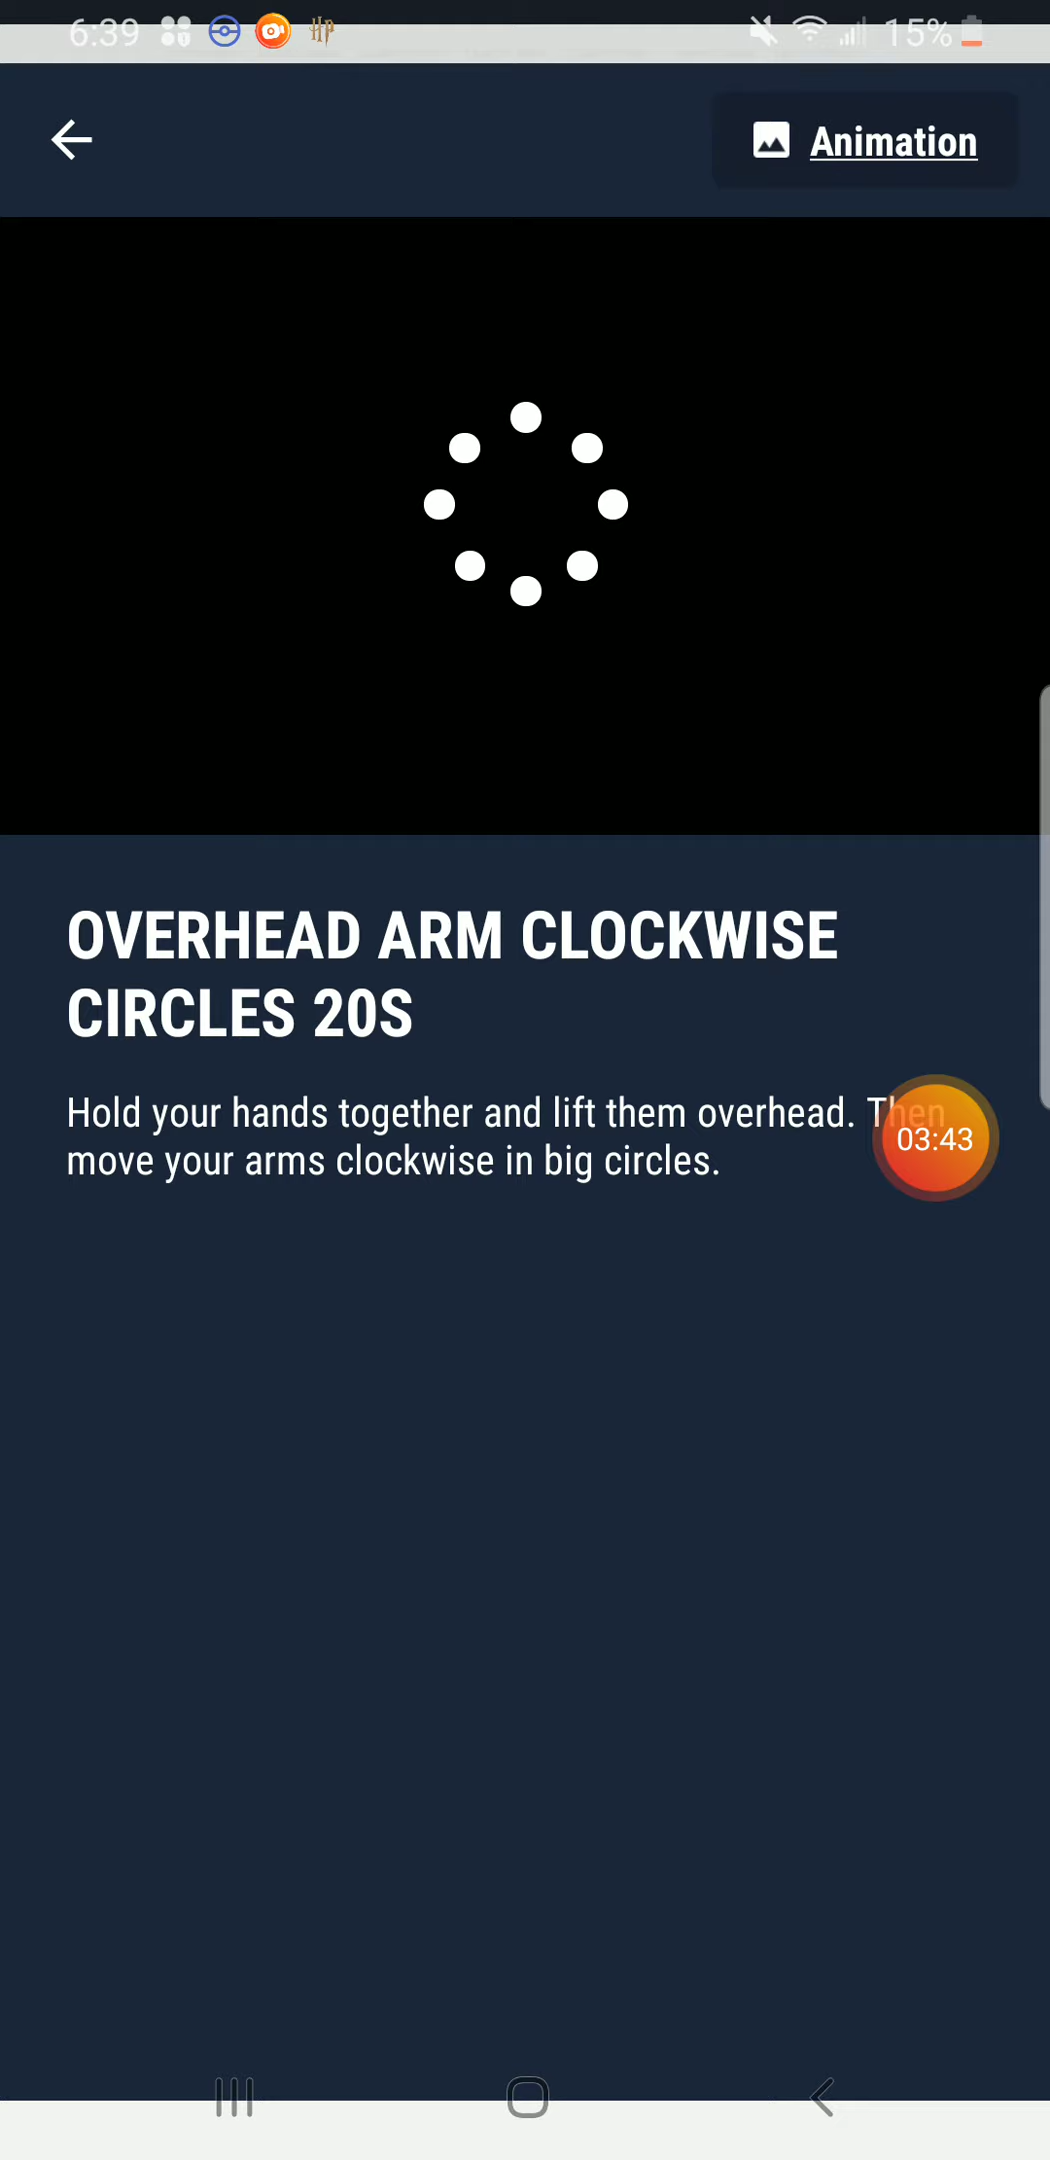 6:39 HP 15%
Animation
OVERHEAD ARM CLOCKWISE
CIRCLES 20S
Hold your hands together and lift them overhead. Then
03:43
move your arms clockwise in big circles.